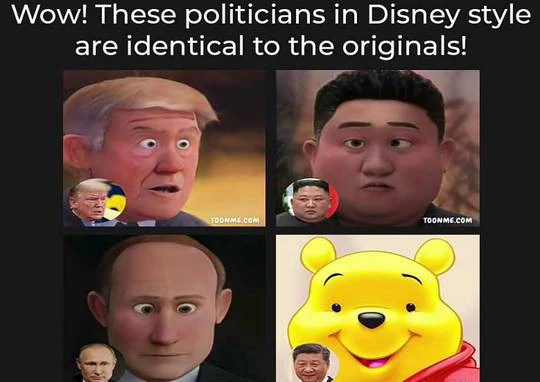 Wow! These politicians in Disney style
are identical to the originals!
TOONME.COM
TOONME.COM